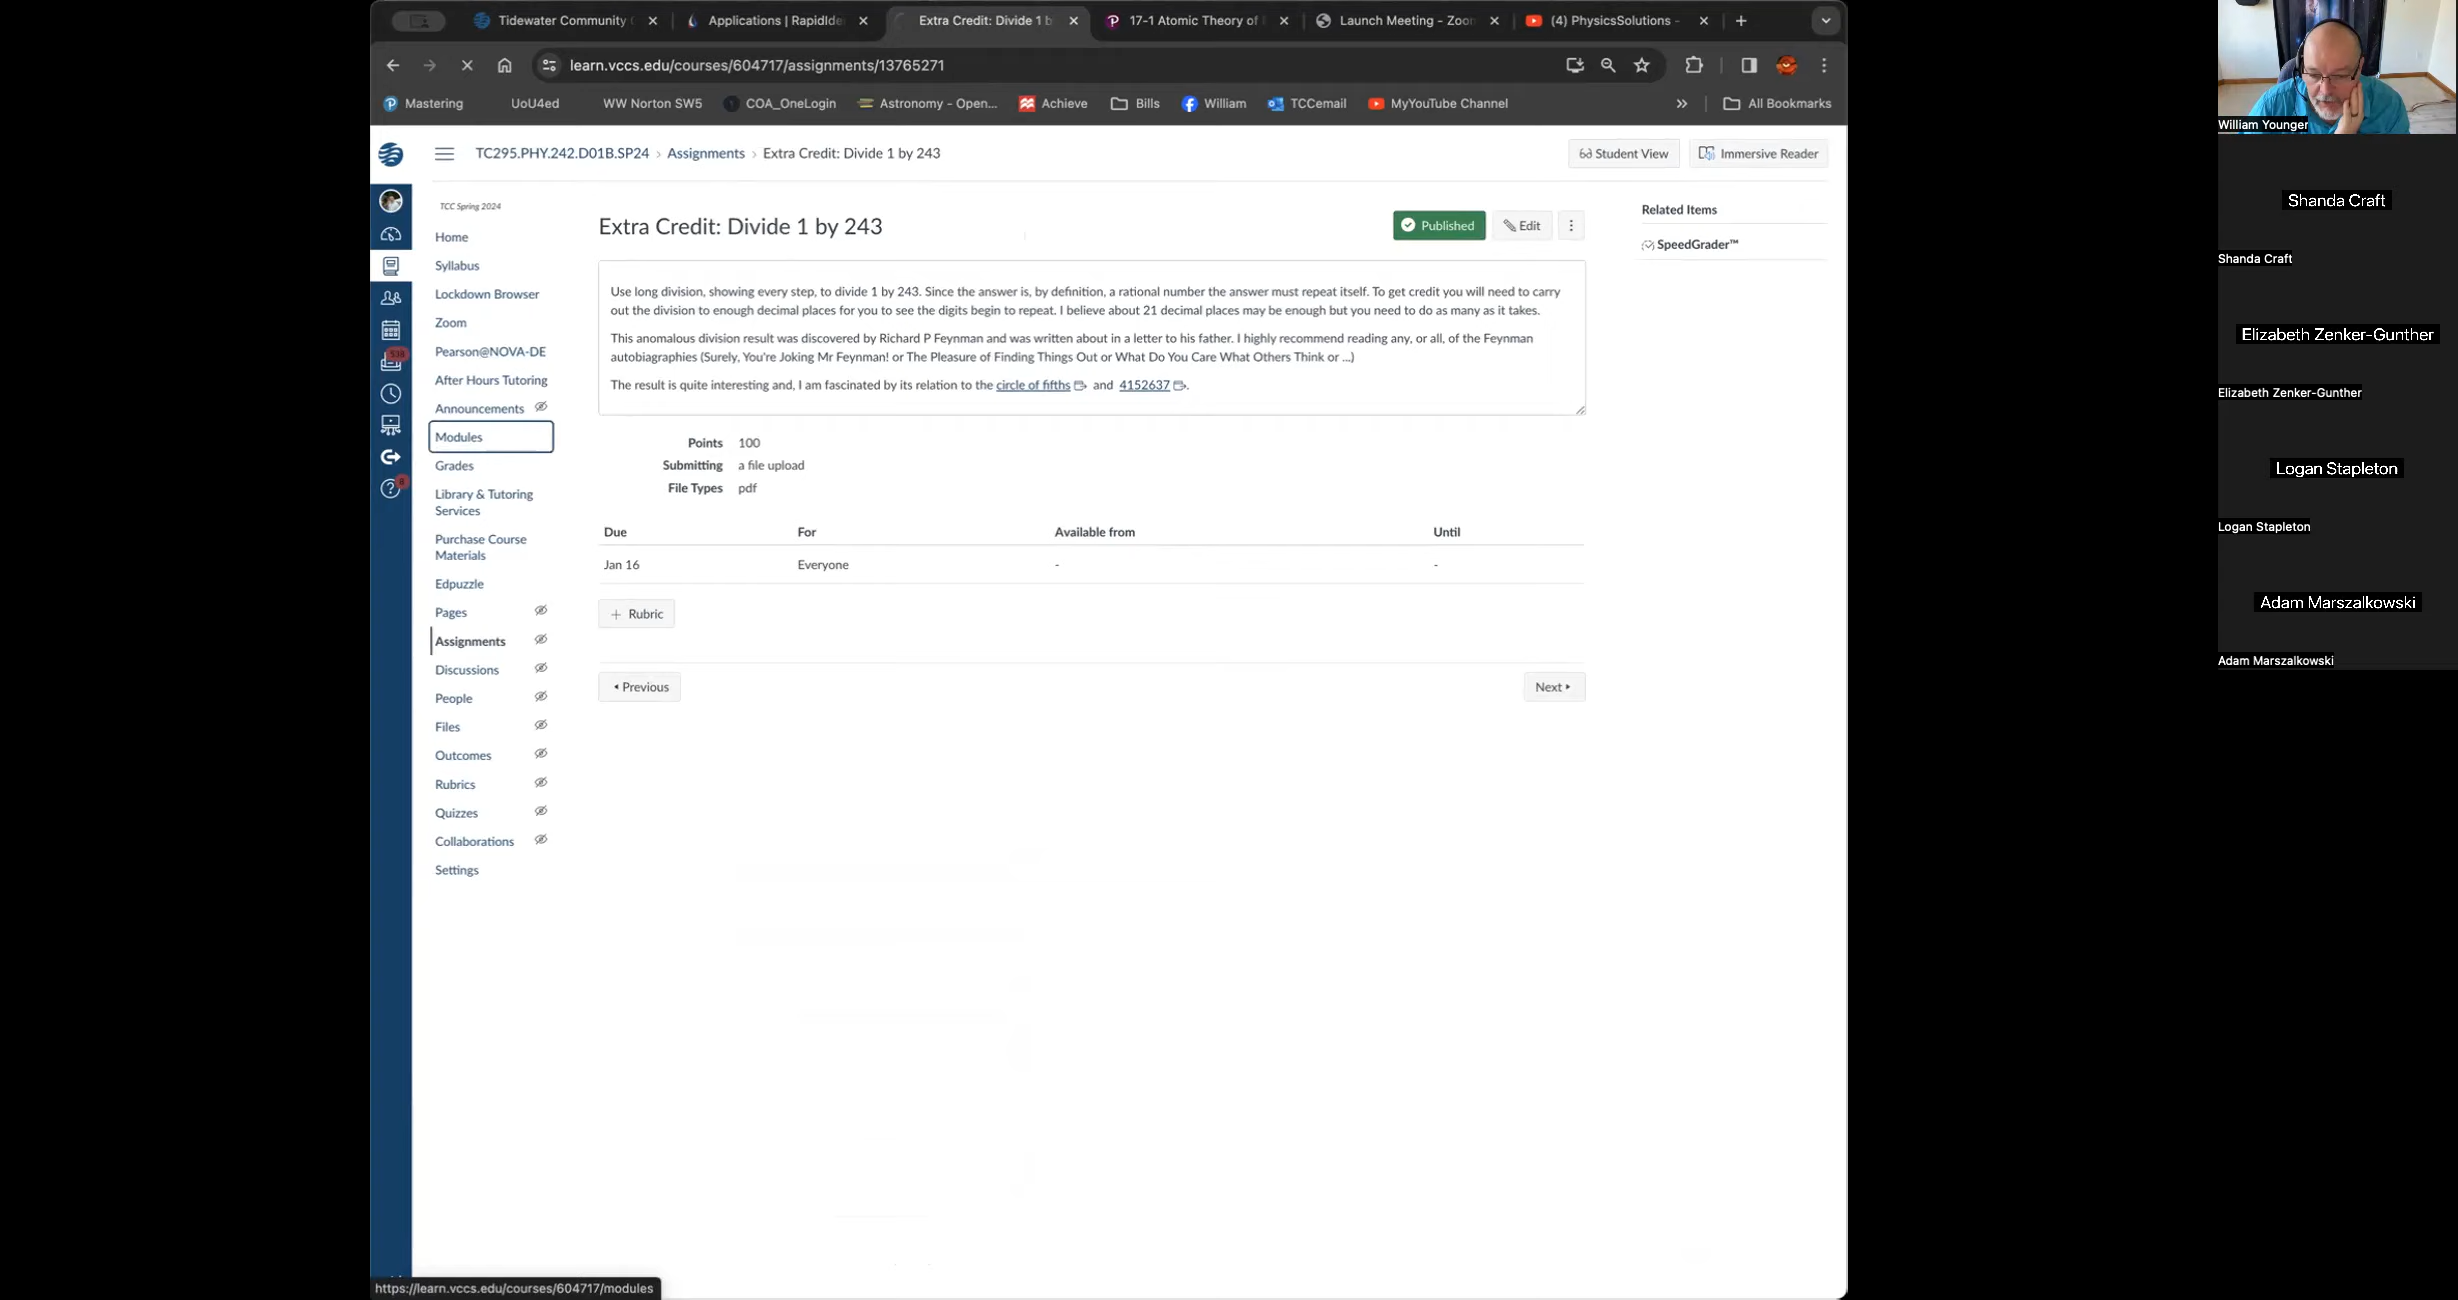 Tidewater Community
Applications | RapidIde
Extra Credit: Divide 1 b
17-1 Atomic Theory of
Launch Meeting - Zoo
(4) PhysicsSolutions -
learn.vccs.edu/courses/604717/assignments/13765271
Mastering
UoU4ed
WW Norton SW5
COA_OneLogin
Astronomy - Open...
Achieve
Bills
William
TCCemail
MyYouTube Channel
»
All Bookmarks
TC295.PHY.242.D01B.SP24 › Assignments › Extra Credit: Divide 1 by 243
Student View
Immersive Reader
TCC Spring 2024
Home
Syllabus
Lockdown Browser
Zoom
Pearson@NOVA-DE
After Hours Tutoring
Announcements
Modules
Grades
Library & Tutoring
Services
Purchase Course
Materials
Edpuzzle
Pages
Assignments
Discussions
People
Files
Outcomes
Rubrics
Quizzes
Collaborations
Settings
538
8
Extra Credit: Divide 1 by 243
Published
Edit
Related Items
SpeedGrader™
Use long division, showing every step, to divide 1 by 243. Since the answer is, by definition, a rational number the answer must repeat itself. To get credit you will need to carry
out the division to enough decimal places for you to see the digits begin to repeat. I believe about 21 decimal places may be enough but you need to do as many as it takes.
This anomalous division result was discovered by Richard P Feynman and was written about in a letter to his father. I highly recommend reading any, or all, of the Feynman
autobiagraphies (Surely, You're Joking Mr Feynman! or The Pleasure of Finding Things Out or What Do You Care What Others Think or ...)
The result is quite interesting and, I am fascinated by its relation to the circle of fifths and 4152637.
Points 100
Submitting a file upload
File Types pdf
Due For Available from Until
Jan 16 Everyone - -
+ Rubric
Previous
Next
https://learn.vccs.edu/courses/604717/modules
William Younger
Shanda Craft
Shanda Craft
Elizabeth Zenker-Gunther
Elizabeth Zenker-Gunther
Logan Stapleton
Logan Stapleton
Adam Marszalkowski
Adam Marszalkowski